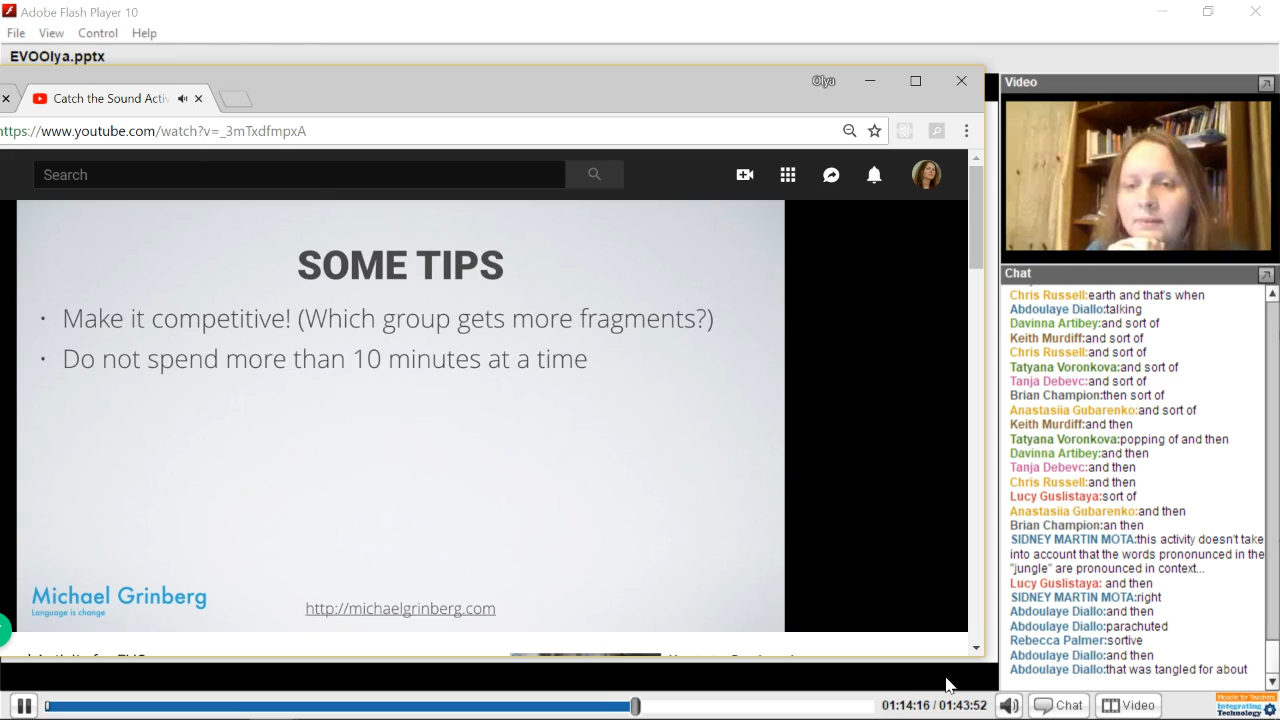 Adobe Flash Player 10
File View Control Help
EVOOlya.pptx
Olya
Catch the Sound Activ
https://www.youtube.com/watch?v=_3mTxdfmpxA
Search
SOME TIPS
· Make it competitive! (Which group gets more fragments?)
· Do not spend more than 10 minutes at a time
Michael Grinberg
Language is change
http://michaelgrinberg.com
Video
Chat
Chris Russell:earth and that's when
Abdoulaye Diallo:talking
Davinna Artibey:and sort of
Keith Murdiff:and sort of
Chris Russell:and sort of
Tatyana Voronkova:and sort of
Tanja Debevc:and sort of
Brian Champion:then sort of
Anastasiia Gubarenko:and sort of
Keith Murdiff:and then
Tatyana Voronkova:popping of and then
Davinna Artibey:and then
Tanja Debevc:and then
Chris Russell:and then
Lucy Guslistaya:sort of
Anastasiia Gubarenko:and then
Brian Champion:an then
SIDNEY MARTIN MOTA:this activity doesn't take
into account that the words prononunced in the
"jungle" are pronounced in context...
Lucy Guslistaya: and then
SIDNEY MARTIN MOTA:right
Abdoulaye Diallo:and then
Abdoulaye Diallo:parachuted
Rebecca Palmer:sortive
Abdoulaye Diallo:and then
Abdoulaye Diallo:that was tangled for about
01:14:16 / 01:43:52
Chat
Video
Moodle for Teachers
Integrating
Technology